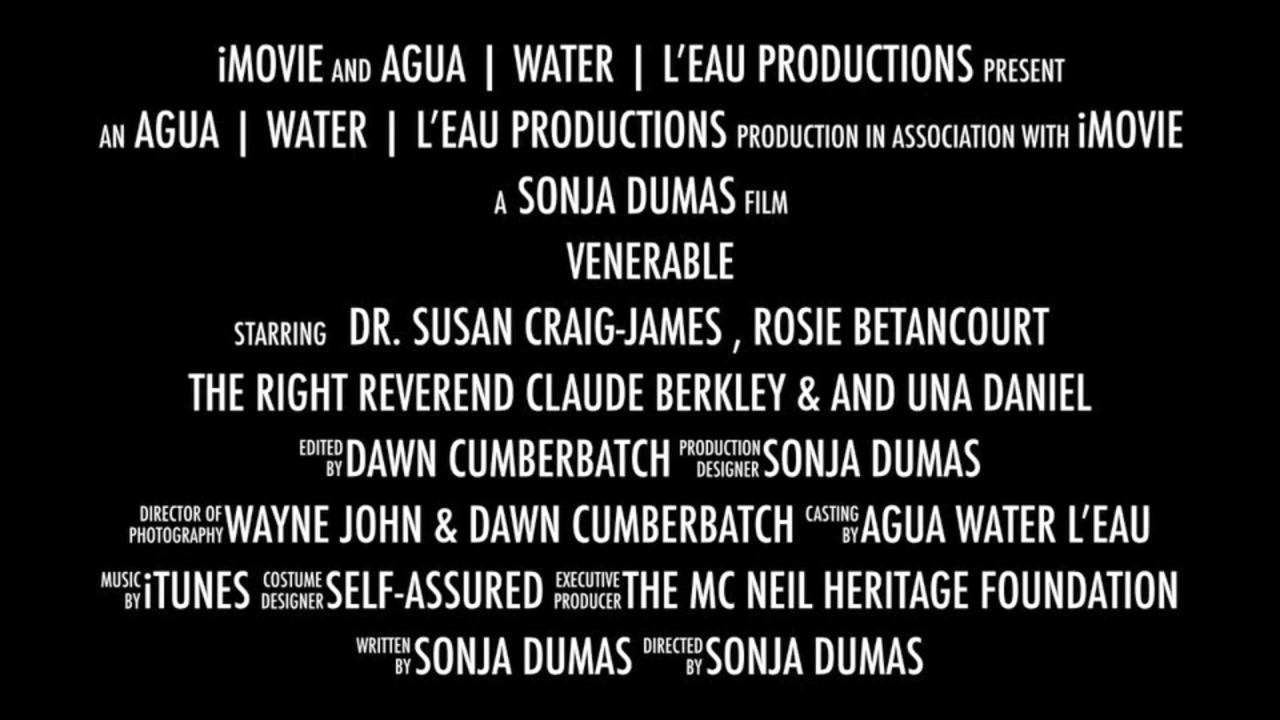 iMOVIE AND AGUA | WATER | L'EAU PRODUCTIONS PRESENT
AN AGUA | WATER | L'EAU PRODUCTIONS PRODUCTION IN ASSOCIATION WITH iMOVIE
A SONJA DUMAS FILM
VENERABLE
STARRING DR. SUSAN CRAIG-JAMES , ROSIE BETANCOURT
THE RIGHT REVEREND CLAUDE BERKLEY & AND UNA DANIEL
EDITED BY DAWN CUMBERBATCH PRODUCTION DESIGNER SONJA DUMAS
DIRECTOR OF PHOTOGRAPHY WAYNE JOHN & DAWN CUMBERBATCH CASTING BY AGUA WATER L'EAU
MUSIC BY iTUNES COSTUME DESIGNER SELF-ASSURED EXECUTIVE PRODUCER THE MC NEIL HERITAGE FOUNDATION
WRITTEN BY SONJA DUMAS DIRECTED BY SONJA DUMAS